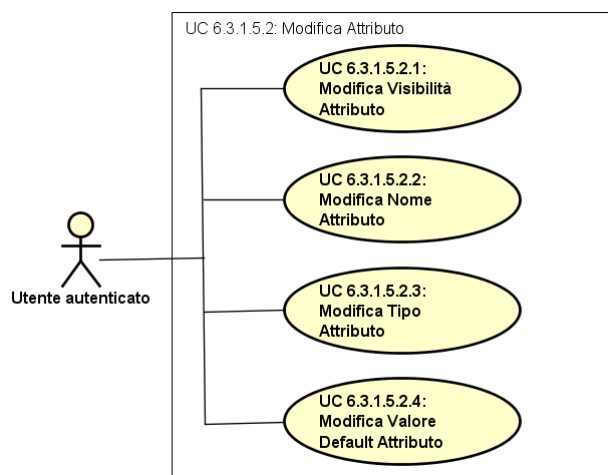 UC 6.3.1.5.2: Modifica Attributo
UC 6.3.1.5.2.1:
Modifica Visibilità
Attributo
UC 6.3.1.5.2.2:
Modifica Nome
Attributo
Utente autenticato
UC 6.3.1.5.2.3:
Modifica Tipo
Attributo
UC 6.3.1.5.2.4:
Modifica Valore
Default Attributo